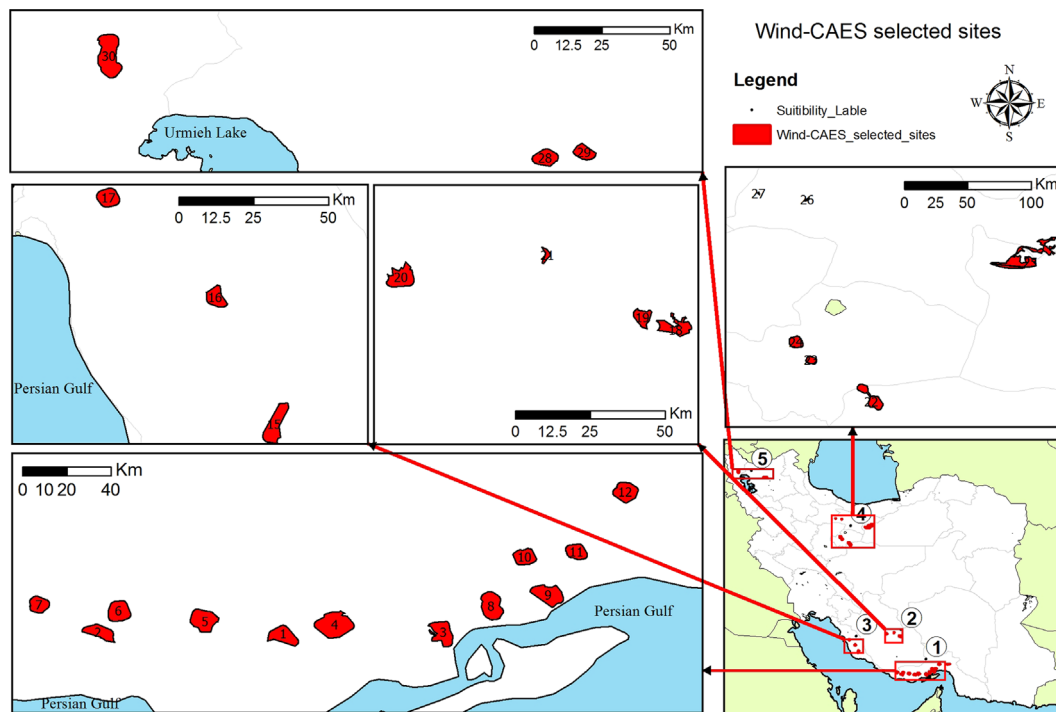 Wind-CAES selected sites
Legend
Suitibility_Lable
Wind-CAES_selected_sites
N
W
E
S
Km
0 12.5 25 50
30
Urmieh Lake
28
29
17
Km
0 12.5 25 50
16
Persian Gulf
15
20
19
18
Km
0 12.5 25 50
27
26
Km
0 25 50 100
24
23
22
Km
0 10 20 40
12
11
10
9
8
7
6
5
4
3
2
1
Persian Gulf
Persian Gulf
5
4
3
2
1